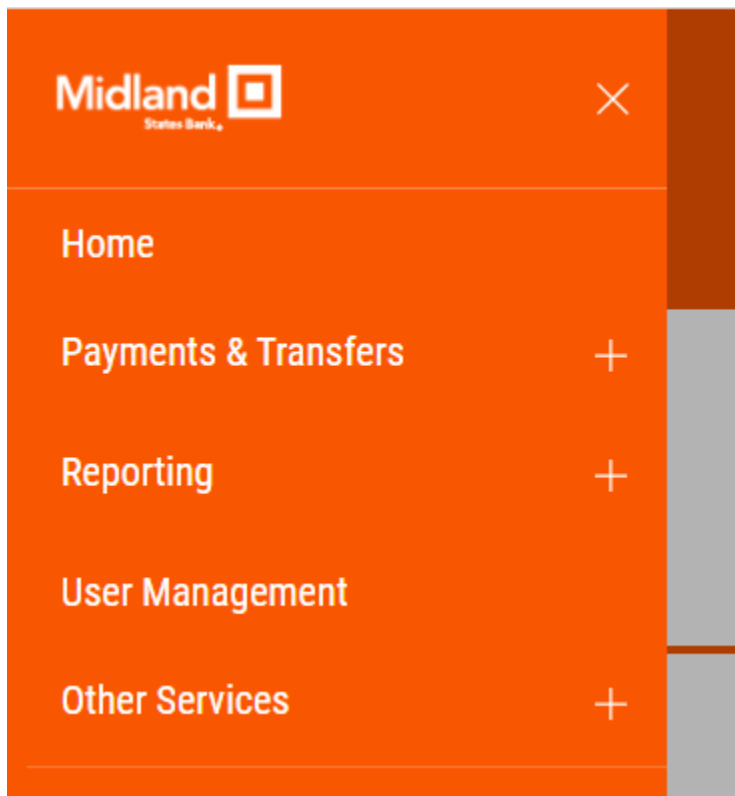 Midland
States Bank®
Home
Payments & Transfers
Reporting
User Management
Other Services